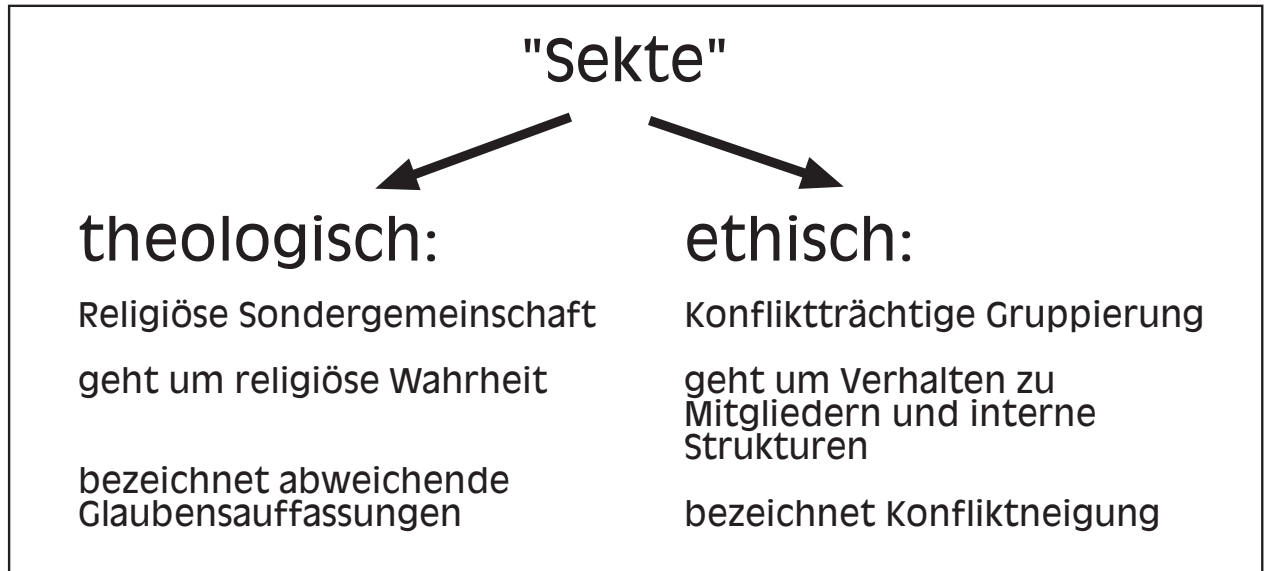 "Sekte"
theologisch:
Religiöse Sondergemeinschaft
geht um religiöse Wahrheit
bezeichnet abweichende
Glaubensauffassungen
ethisch:
Konfliktträchtige Gruppierung
geht um Verhalten zu
Mitgliedern und interne
Strukturen
bezeichnet Konfliktneigung